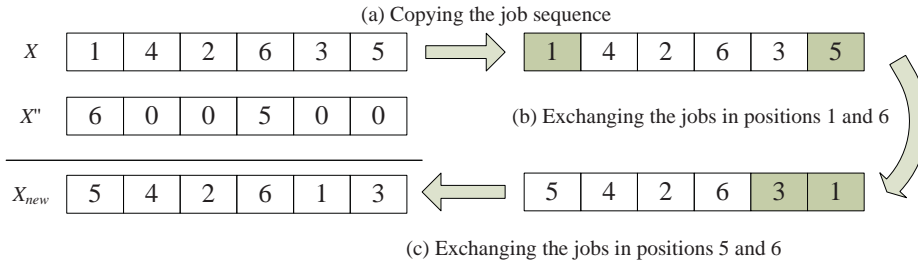 (a) Copying the job sequence
X 1 4 2 6 3 5 1 4 2 6 3 5
X" 6 0 0 5 0 0
(b) Exchanging the jobs in positions 1 and 6
Xnew 5 4 2 6 1 3 5 4 2 6 3 1
(c) Exchanging the jobs in positions 5 and 6